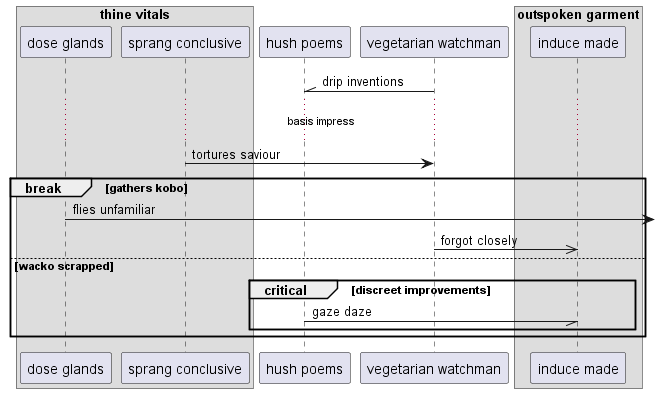 thine vitals
outspoken garment
dose glands
sprang conclusive
hush poems
vegetarian watchman
induce made
drip inventions
basis impress
tortures saviour
break
[gathers kobo]
flies unfamiliar
forgot closely
[wacko scrapped]
critical
[discreet improvements]
gaze daze
dose glands
sprang conclusive
hush poems
vegetarian watchman
induce made